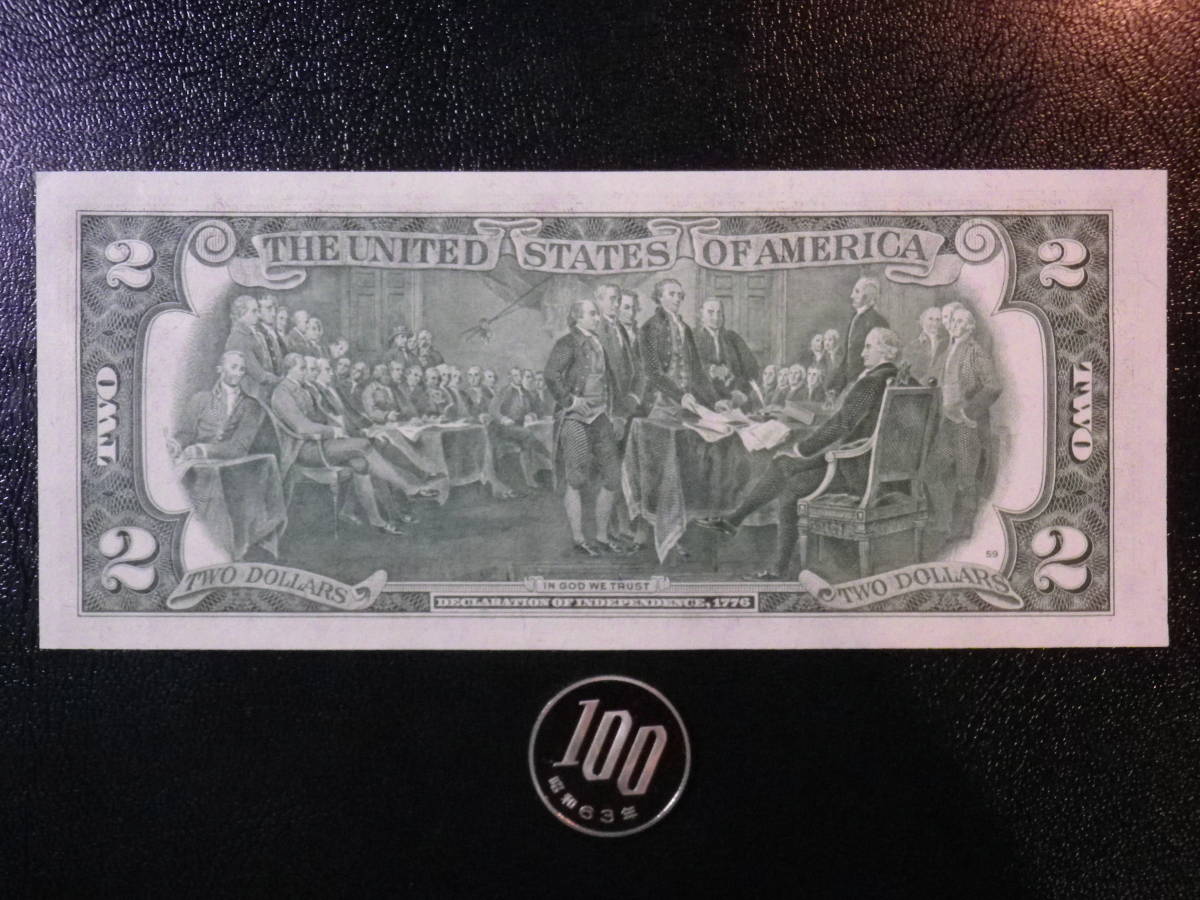 2 THE UNITED STATES OF AMERICA 2
TWO
TWO
59
2 TWO DOLLARS IN GOD WE TRUST TWO DOLLARS 2
DECLARATION OF INDEPENDENCE, 1776
100
昭和63年